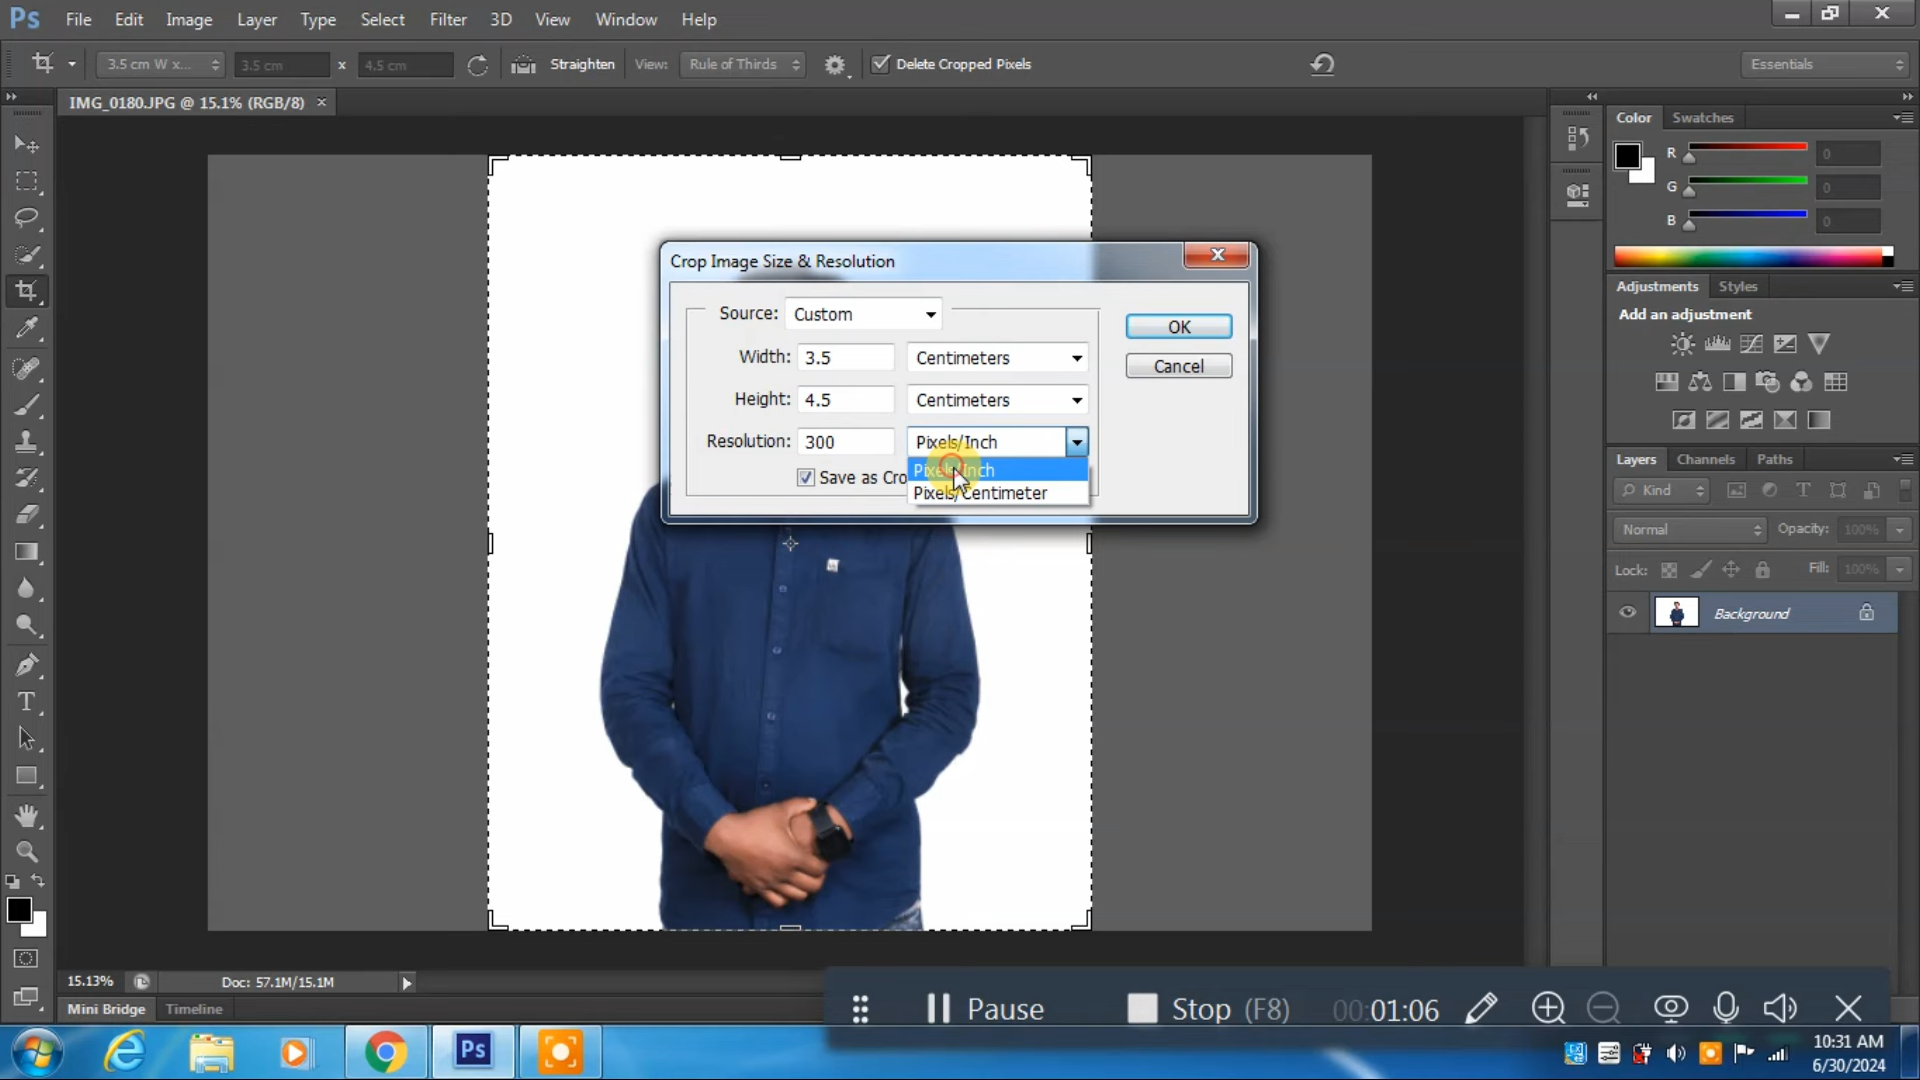 Ps File Edit Image Layer Type Select Filter 3D View Window Help
3.5 cm W x... 3.5 cm x 4.5 cm Straighten View: Rule of Thirds Delete Cropped Pixels Essentials
IMG_0180.JPG @ 15.1% (RGB/8) ×
Color Swatches
R 0
G 0
B 0
Adjustments Styles
Add an adjustment
Crop Image Size & Resolution
Source: Custom
Width: 3.5 Centimeters
Height: 4.5 Centimeters
Resolution: 300 Pixels/Inch
Pixels/Inch
Save as Cro
Pixels/Centimeter
OK
Cancel
Layers Channels Paths
Kind
Normal Opacity: 100%
Lock: Fill: 100%
Background
15.13% Doc: 57.1M/15.1M
Mini Bridge Timeline
Pause Stop (F8) 00:01:06
Ps
10:31 AM
6/30/2024